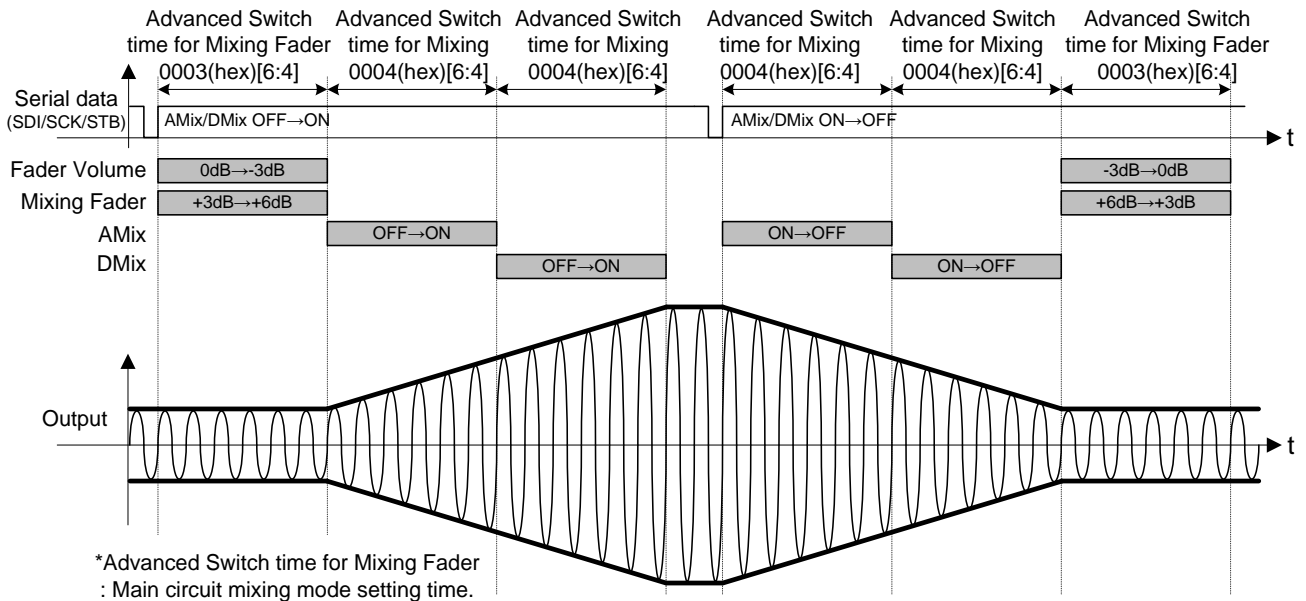 Advanced Switch
time for Mixing Fader
0003(hex)[6:4]
Advanced Switch
time for Mixing
0004(hex)[6:4]
Advanced Switch
time for Mixing
0004(hex)[6:4]
Advanced Switch
time for Mixing
0004(hex)[6:4]
Advanced Switch
time for Mixing
0004(hex)[6:4]
Advanced Switch
time for Mixing Fader
0003(hex)[6:4]
Serial data
(SDI/SCK/STB)
AMix/DMix OFF→ON
AMix/DMix ON→OFF
t
Fader Volume
0dB→-3dB
-3dB→0dB
Mixing Fader
+3dB→+6dB
+6dB→+3dB
AMix
OFF→ON
ON→OFF
DMix
OFF→ON
ON→OFF
Output
t
*Advanced Switch time for Mixing Fader
: Main circuit mixing mode setting time.